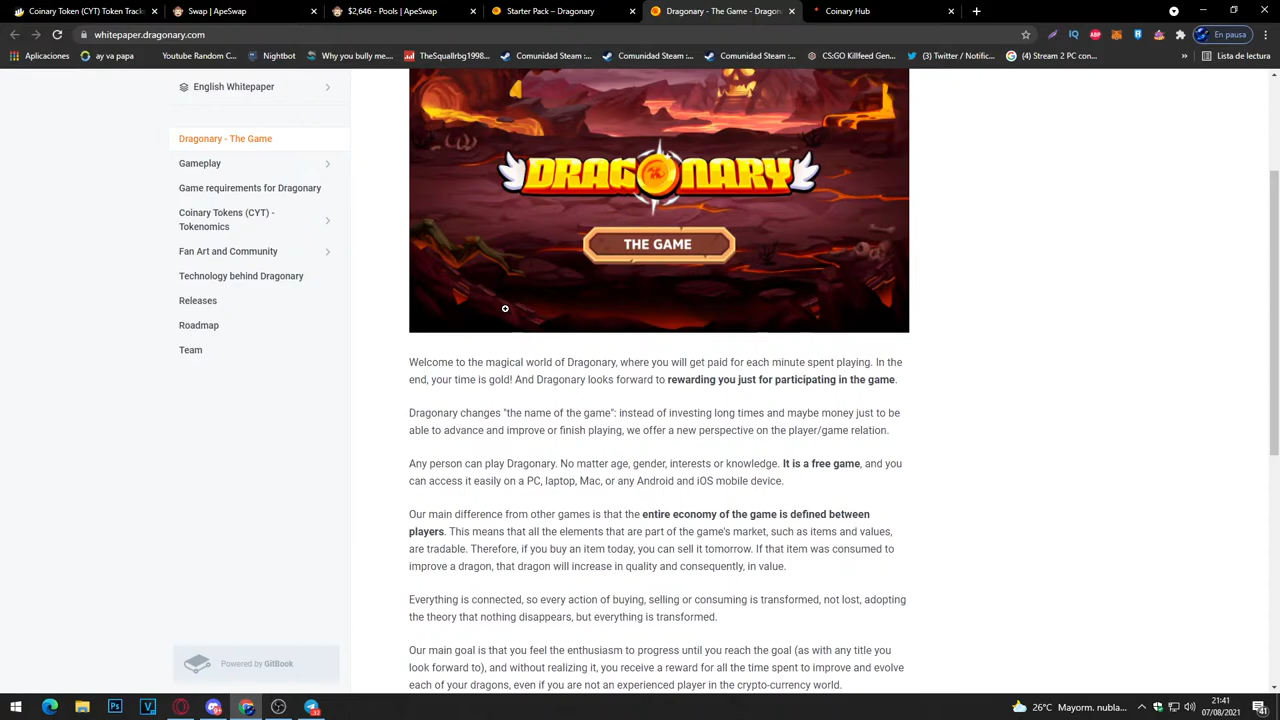 Swap | ApeSwap
$2,646 - Pools | ApeSwap
Starter Pack – Dragonary
Dragonary - The Game - Dragon
Coinary Hub
whitepaper.dragonary.com
En pausa
Aplicaciones
ay va papa
Youtube Random C...
Nightbot
Why you bully me....
TheSquallrbg1998...
Comunidad Steam :...
Comunidad Steam :...
Comunidad Steam :...
CS:GO Killfeed Gen...
(3) Twitter / Notific...
(4) Stream 2 PC con...
»
Lista de lectura
English Whitepaper
Dragonary - The Game
Gameplay
Game requirements for Dragonary
Coinary Tokens (CYT) -
Tokenomics
Fan Art and Community
Technology behind Dragonary
Releases
Roadmap
Team
Powered by GitBook
DRAGONARY
THE GAME
Welcome to the magical world of Dragonary, where you will get paid for each minute spent playing. In the
end, your time is gold! And Dragonary looks forward to rewarding you just for participating in the game.
Dragonary changes "the name of the game": instead of investing long times and maybe money just to be
able to advance and improve or finish playing, we offer a new perspective on the player/game relation.
Any person can play Dragonary. No matter age, gender, interests or knowledge. It is a free game, and you
can access it easily on a PC, laptop, Mac, or any Android and iOS mobile device.
Our main difference from other games is that the entire economy of the game is defined between
players. This means that all the elements that are part of the game's market, such as items and values,
are tradable. Therefore, if you buy an item today, you can sell it tomorrow. If that item was consumed to
improve a dragon, that dragon will increase in quality and consequently, in value.
Everything is connected, so every action of buying, selling or consuming is transformed, not lost, adopting
the theory that nothing disappears, but everything is transformed.
Our main goal is that you feel the enthusiasm to progress until you reach the goal (as with any title you
look forward to), and without realizing it, you receive a reward for all the time spent to improve and evolve
each of your dragons, even if you are not an experienced player in the crypto-currency world.
26°C Mayorm. nubla...
21:41
07/08/2021